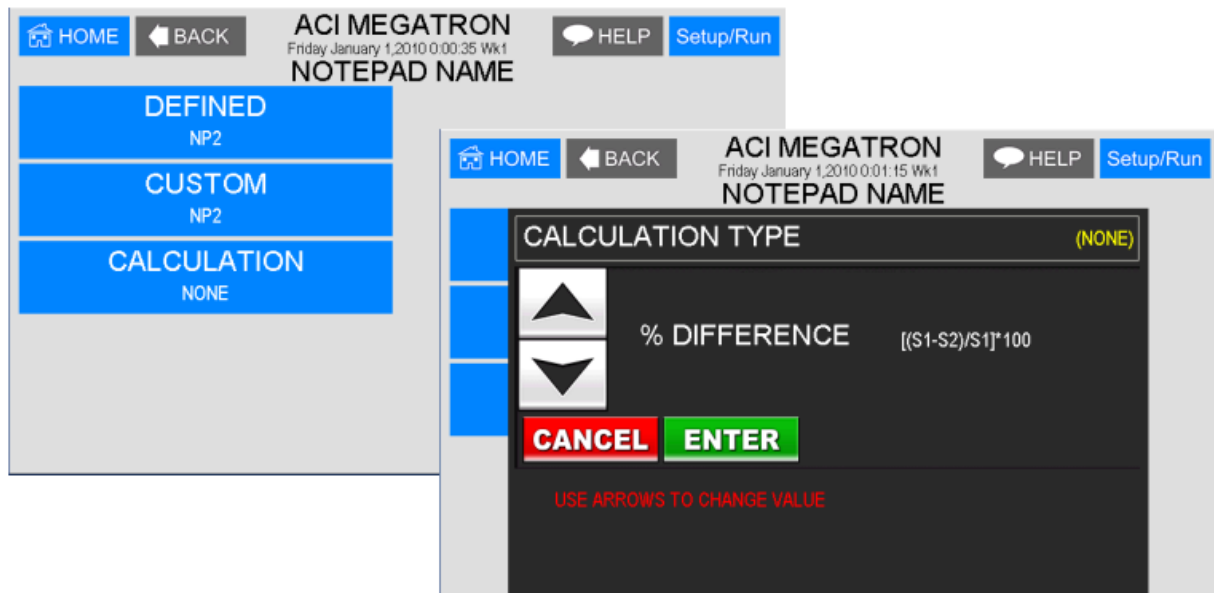 HOME
BACK
ACI MEGATRON
Friday January 1,2010 0:00:35 Wk1
NOTEPAD NAME
HELP
Setup/Run
DEFINED
NP2
CUSTOM
NP2
CALCULATION
NONE
HOME
BACK
ACI MEGATRON
Friday January 1,2010 0:01:15 Wk1
NOTEPAD NAME
HELP
Setup/Run
CALCULATION TYPE
(NONE)
% DIFFERENCE
[(S1-S2)/S1]*100
CANCEL
ENTER
USE ARROWS TO CHANGE VALUE